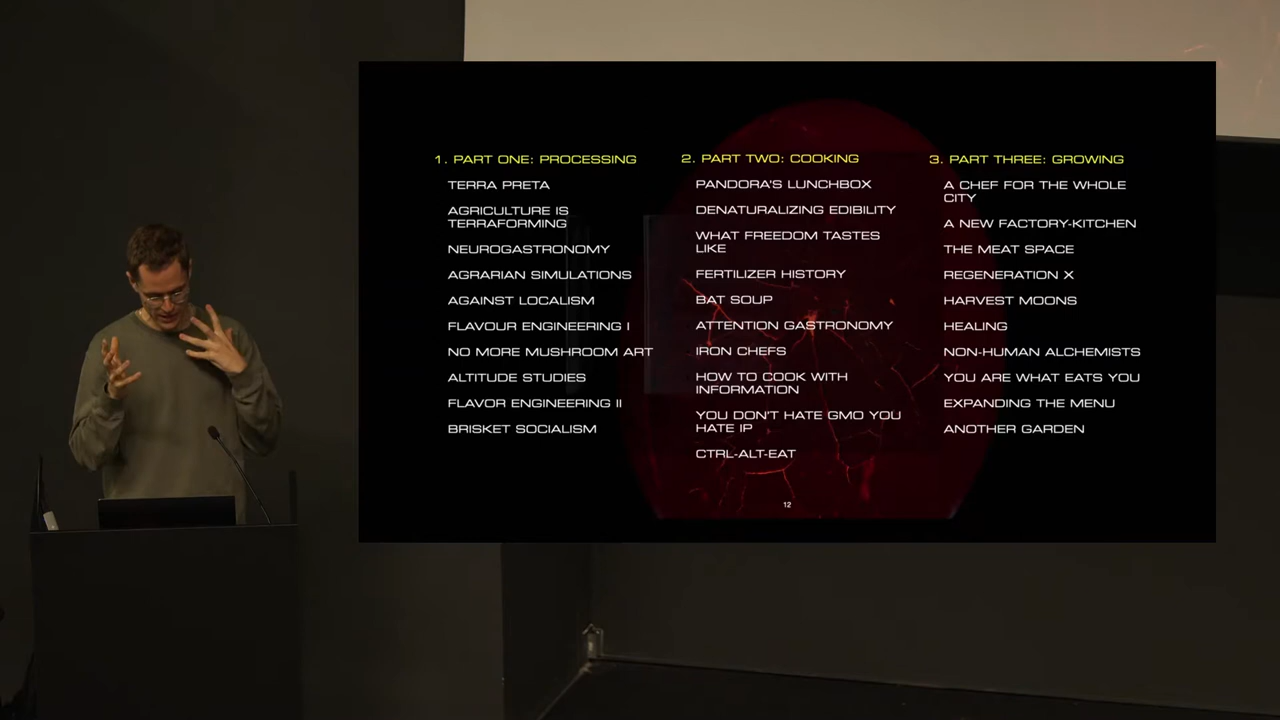 1. PART ONE: PROCESSING
TERRA PRETA
AGRICULTURE IS
TERRAFORMING
NEUROGASTRONOMY
AGRARIAN SIMULATIONS
AGAINST LOCALISM
FLAVOUR ENGINEERING I
NO MORE MUSHROOM ART
ALTITUDE STUDIES
FLAVOR ENGINEERING II
BRISKET SOCIALISM
2. PART TWO: COOKING
PANDORA'S LUNCHBOX
DENATURALIZING EDIBILITY
WHAT FREEDOM TASTES
LIKE
FERTILIZER HISTORY
BAT SOUP
ATTENTION GASTRONOMY
IRON CHEFS
HOW TO COOK WITH
INFORMATION
YOU DON'T HATE GMO YOU
HATE IP
CTRL-ALT-EAT
3. PART THREE: GROWING
A CHEF FOR THE WHOLE
CITY
A NEW FACTORY-KITCHEN
THE MEAT SPACE
REGENERATION X
HARVEST MOONS
HEALING
NON-HUMAN ALCHEMISTS
YOU ARE WHAT EATS YOU
EXPANDING THE MENU
ANOTHER GARDEN
12